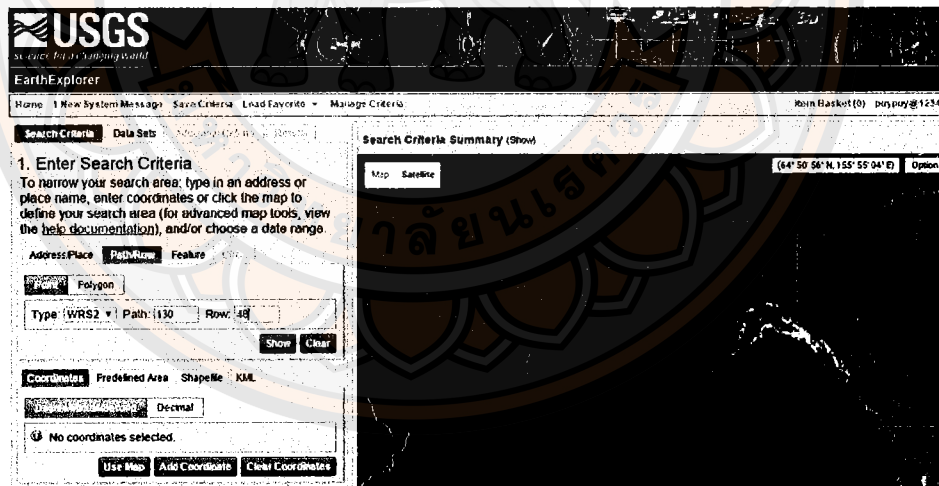 USGS
science for a changing world
EarthExplorer
Home 1 New System Message Save Criteria Load Favorite Manage Criteria Item Basket (0)
Search Criteria Data Sets
Search Criteria Summary (Show)
1. Enter Search Criteria
To narrow your search area: type in an address or
place name, enter coordinates or click the map to
define your search area (for advanced map tools, view
the help documentation), and/or choose a date range.
Map Satellite
(64° 50' 56" N, 155° 55' 04" E) Option
Address/Place Path/Row Feature
Point Polygon
Type: WRS2 Path: 130 Row: 48
Show Clear
Coordinates Predefined Area Shapefile KML
Decimal
No coordinates selected.
Use Map Add Coordinate Clear Coordinates